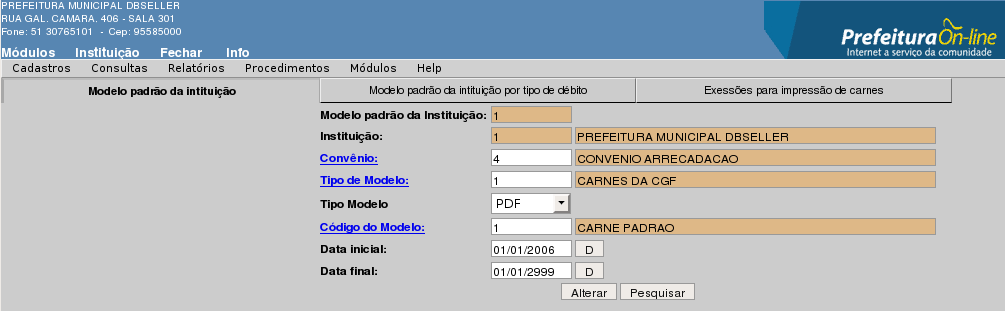 PREFEITURA MUNICIPAL DBSELLER
RUA GAL. CAMARA. 406 - SALA 301
Fone: 51 30765101 - Cep: 95585000
PrefeituraOn-line
Internet a serviço da comunidade
Módulos Instituição Fechar Info
Cadastros Consultas Relatórios Procedimentos Módulos Help
Modelo padrão da intituição Modelo padrão da intituição por tipo de débito Exessões para impressão de carnes
Modelo padrão da Instituição: 1
Instituição: 1 PREFEITURA MUNICIPAL DBSELLER
Convênio: 4 CONVENIO ARRECADACAO
Tipo de Modelo: 1 CARNES DA CGF
Tipo Modelo PDF
Código do Modelo: 1 CARNE PADRAO
Data inicial: 01/01/2006 D
Data final: 01/01/2999 D
Alterar Pesquisar